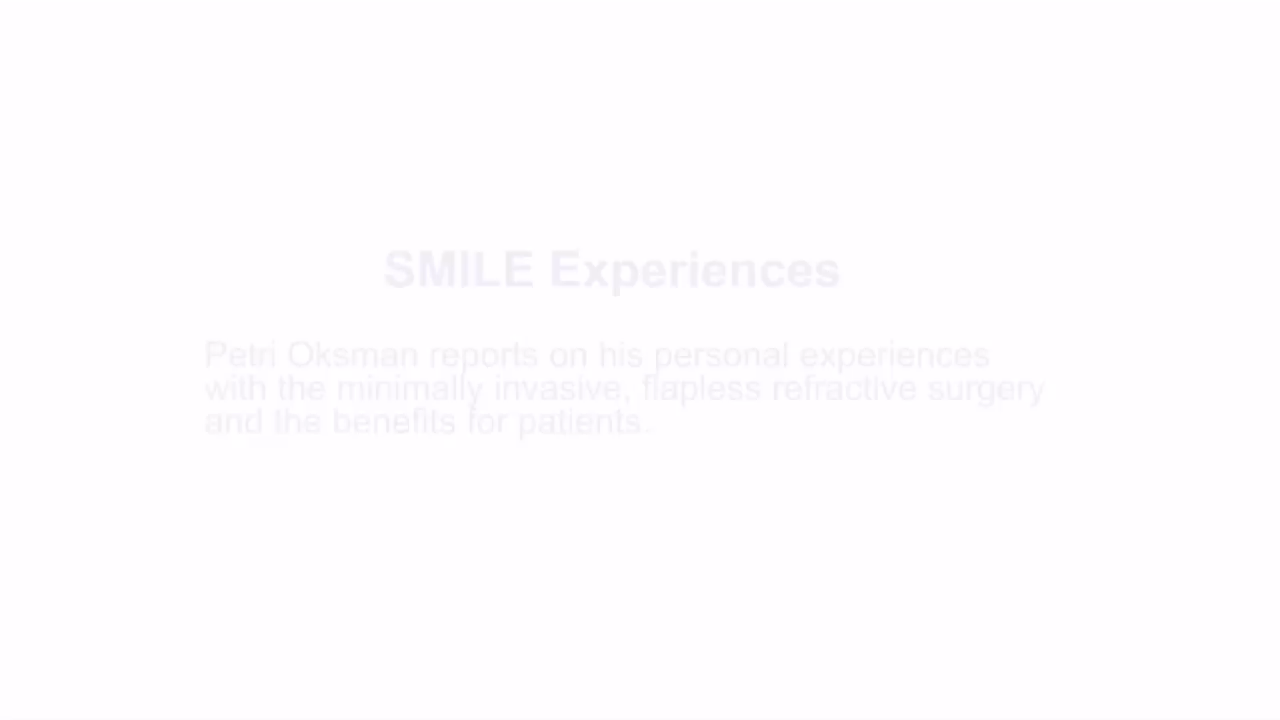 SMILE Experiences
Petri Oksman reports on his personal experiences
with the minimally invasive, flapless refractive surgery
and the benefits for patients.